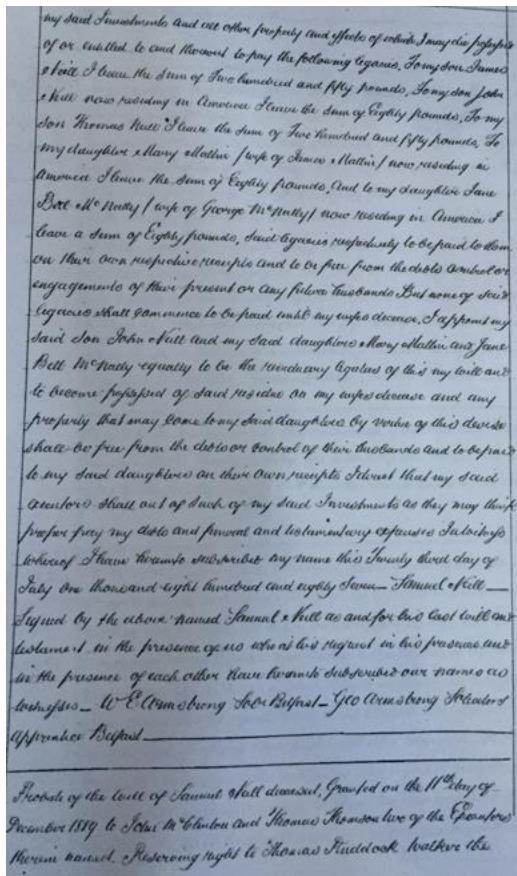 my said Investments and all other property and effects of which I may die possessed
of or entitled to and thereout to pay the following legacies, To my son James
Neill I leave the sum of Two hundred and fifty pounds, To my son John
Neill now residing in America I leave the sum of Eighty pounds, To my
son Thomas Neill I leave the sum of Two hundred and fifty pounds, To
my daughter Mary Mallin / wife of James Mallin / now residing in
America I leave the sum of Eighty pounds, And to my daughter Jane
Bell McNally / wife of George McNally / now residing in America I
leave a sum of Eighty pounds, said legacies respectively to be paid to them
on their own respective receipts and to be free from the debts control or
engagements of their present or any future husbands But none of said
legacies shall commence to be paid until my wifes decease, I appoint my
said son John Neill and my said daughters Mary Mallin and Jane
Bell McNally equally to be the residuary legatees of this my will and
to become possessed of said residue on my wifes decease and any
property that may come to my said daughters by virtue of this devise
shall be free from the debts or control of their husbands and to be paid
to my said daughters on their own receipts I direct that my said
executors shall out of such of my said Investments as they may think
proper pay my debts and funeral and testamentary expenses In witness
whereof I have hereunto subscribed my name this Twenty third day of
July one thousand eight hundred and eighty seven — Samuel Neill —
Signed by the above named Samuel Neill as and for his last will and
testament in the presence of us who at his request in his presence and
in the presence of each other have hereunto subscribed our names as
witnesses — W E Armstrong Solr Belfast — Geo Armstrong Solicitors
Apprentice Belfast —
Probate of the will of Samuel Neill deceased, Granted on the 11th day of
December 1889 to John McClinton and Thomas Thomson two of the Executors
therein named. Reserving right to Thomas Ruddock Walker the